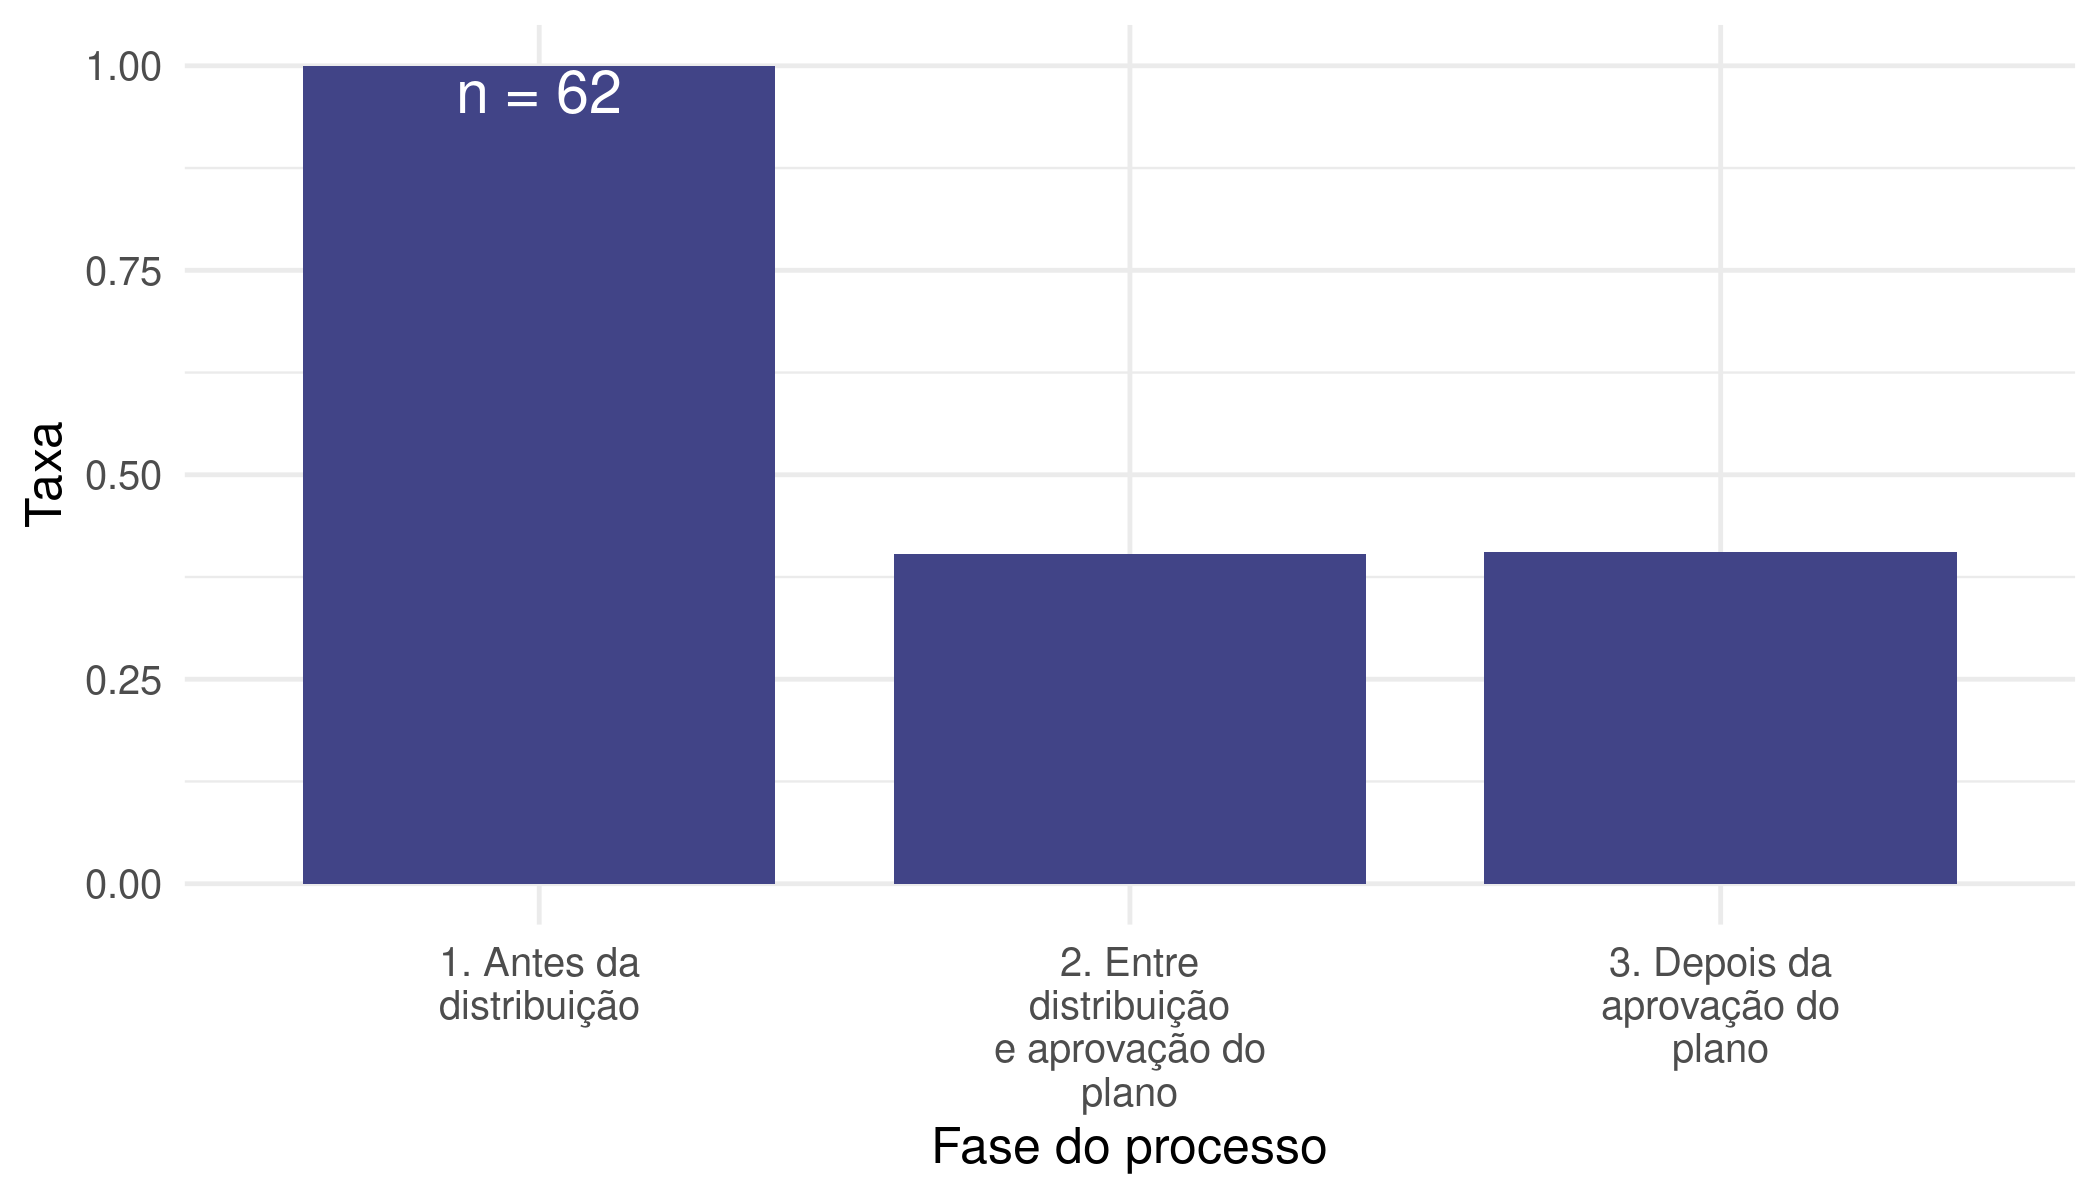 1.00
n = 62
0.75
0.50
0.25
0.00
Taxa
1. Antes da
distribuição
2. Entre
distribuição
e aprovação do
plano
3. Depois da
aprovação do
plano
Fase do processo